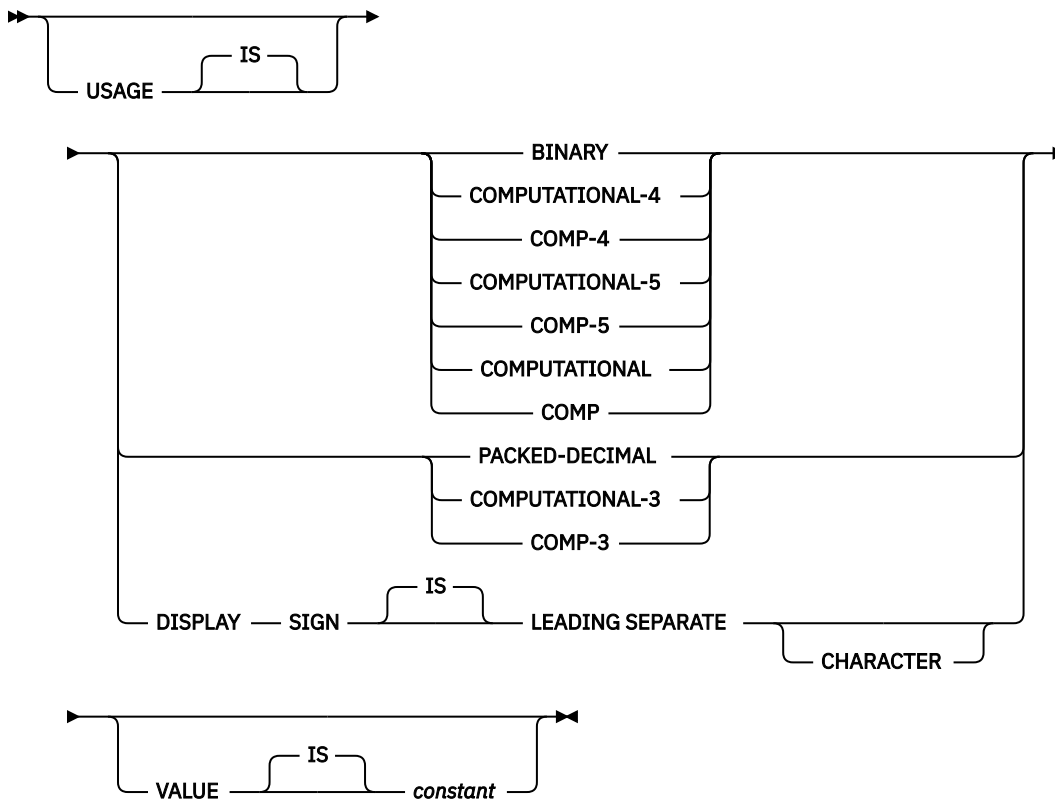 IS
USAGE
BINARY
COMPUTATIONAL-4
COMP-4
COMPUTATIONAL-5
COMP-5
COMPUTATIONAL
COMP
PACKED-DECIMAL
COMPUTATIONAL-3
COMP-3
IS
DISPLAY SIGN LEADING SEPARATE
CHARACTER
IS
VALUE constant